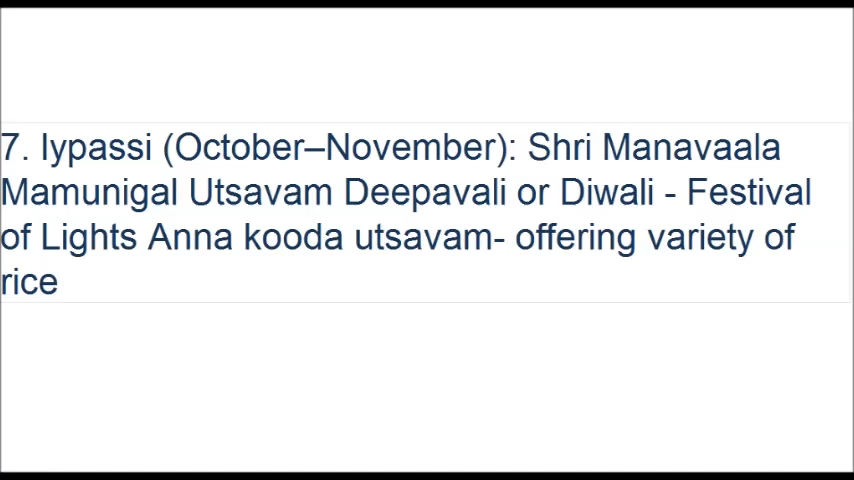 7. Iypassi (October–November): Shri Manavaala
Mamunigal Utsavam Deepavali or Diwali - Festival
of Lights Anna kooda utsavam- offering variety of
rice